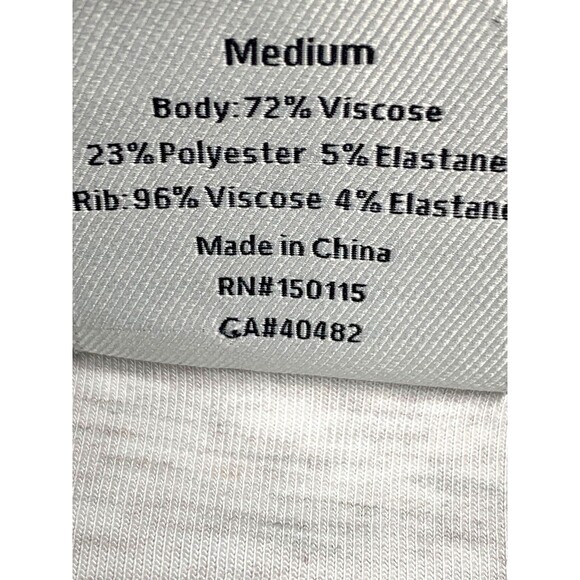 Medium
Body:72% Viscose
23% Polyester 5% Elastane
Rib:96% Viscose 4% Elastane
Made in China
RN#150115
CA#40482